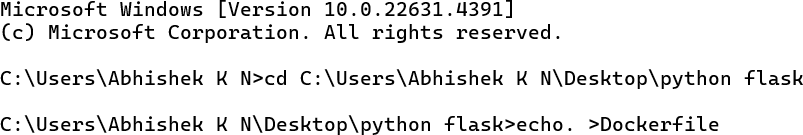 Microsoft Windows [Version 10.0.22631.4391]
(c) Microsoft Corporation. All rights reserved.
C:\Users\Abhishek K N>cd C:\Users\Abhishek K N\Desktop\python flask
C:\Users\Abhishek K N\Desktop\python flask>echo. >Dockerfile